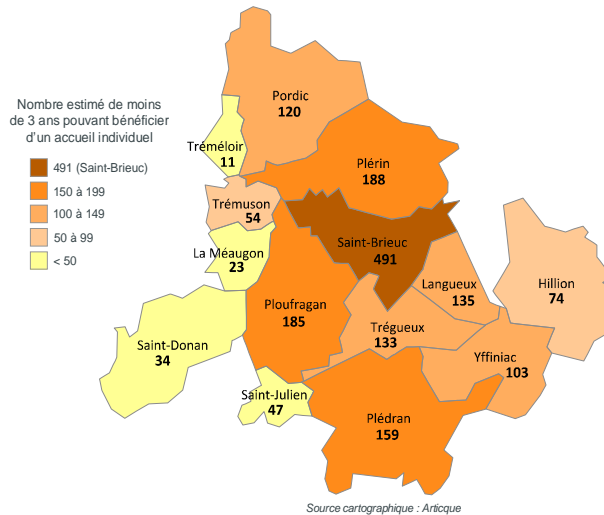 Nombre estimé de moins
de 3 ans pouvant bénéficier
d'un accueil individuel
491 (Saint-Brieuc)
150 à 199
100 à 149
50 à 99
< 50
Pordic
120
Tréméloir
11
Plérin
188
Trémuson
54
La Méaugon
23
Saint-Brieuc
491
Langueux
135
Hillion
74
Ploufragan
185
Trégueux
133
Saint-Donan
34
Yffiniac
103
Saint-Julien
47
Plédran
159
Source cartographique : Articque